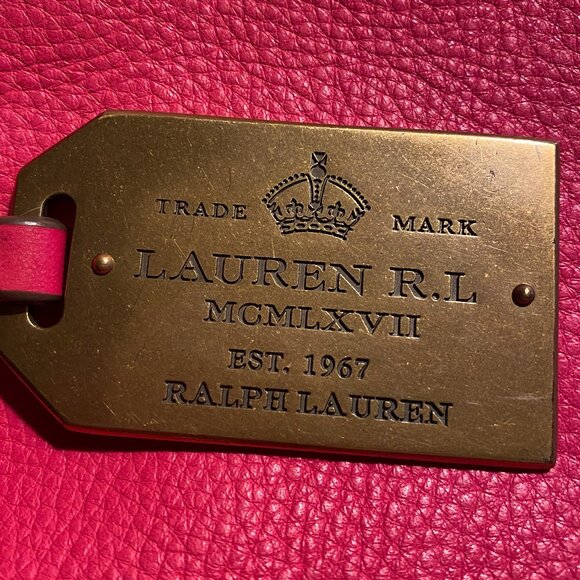 TRADE MARK
LAUREN R.L
MCMLXVII
EST. 1967
RALPH LAUREN